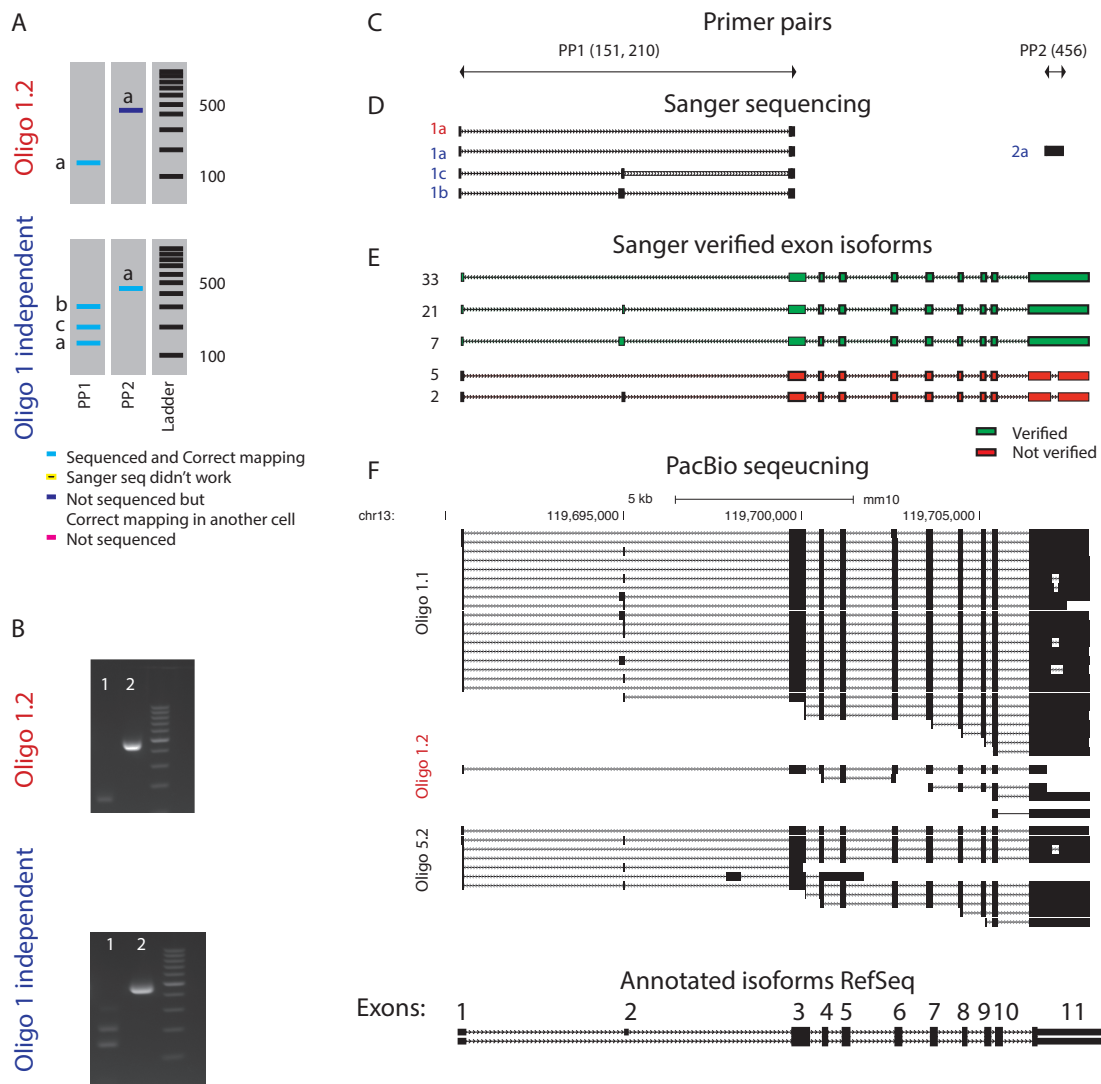 A
Oligo 1.2
a
a
500
100
Oligo 1 independent
b
c
a
a
500
100
PP1
PP2
Ladder
Sequenced and Correct mapping
Sanger seq didn't work
Not sequenced but
Correct mapping in another cell
Not sequenced
B
Oligo 1.2
1 2
Oligo 1 independent
1 2
C
Primer pairs
PP1 (151, 210)
PP2 (456)
D
Sanger sequencing
1a
1a
2a
1c
1b
E
Sanger verified exon isoforms
33
21
7
5
2
Verified
Not verified
F
PacBio seqeucning
5 kb
mm10
chr13:
119,695,000
119,700,000
119,705,000
Oligo 1.1
Oligo 1.2
Oligo 5.2
Annotated isoforms RefSeq
Exons:
1 2 3 4 5 6 7 8 9 10 11